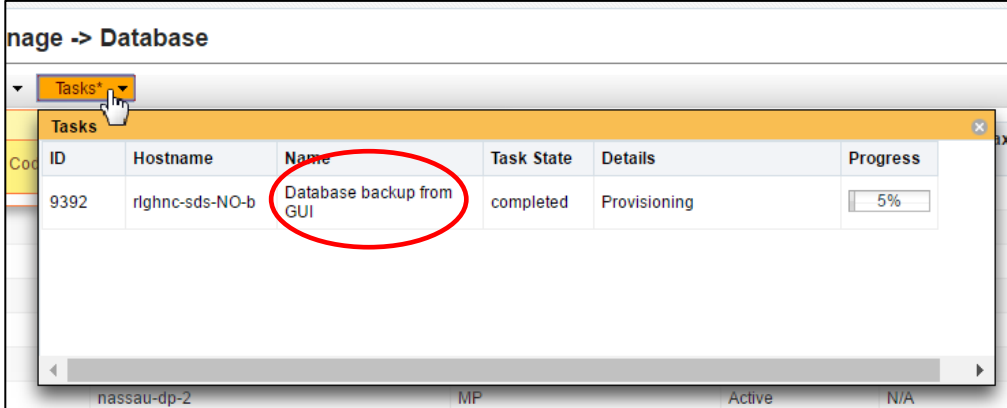 nage -> Database
Tasks*
Tasks
Cod
ID Hostname Name Task State Details Progress
9392 rlghnc-sds-NO-b Database backup from GUI completed Provisioning 5%
nassau-dp-2 MP Active N/A